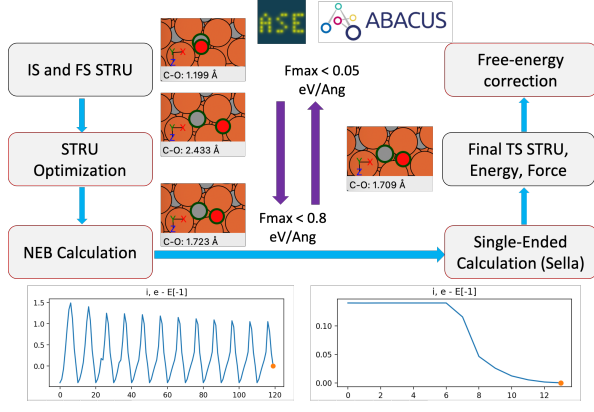 ASE
ABACUS
IS and FS STRU
C-O: 1.199 Å
Fmax < 0.05
eV/Ang
Free-energy
correction
STRU
Optimization
Y X
Z
C-O: 2.433 Å
Y X
Z
C-O: 1.709 Å
Final TS STRU,
Energy, Force
NEB Calculation
Y X
Z
C-O: 1.723 Å
Fmax < 0.8
eV/Ang
Single-Ended
Calculation (Sella)
i, e - E[-1]
1.5
1.0
0.5
0.0
0 20 40 60 80 100 120
i, e - E[-1]
0.10
0.05
0.00
0 2 4 6 8 10 12